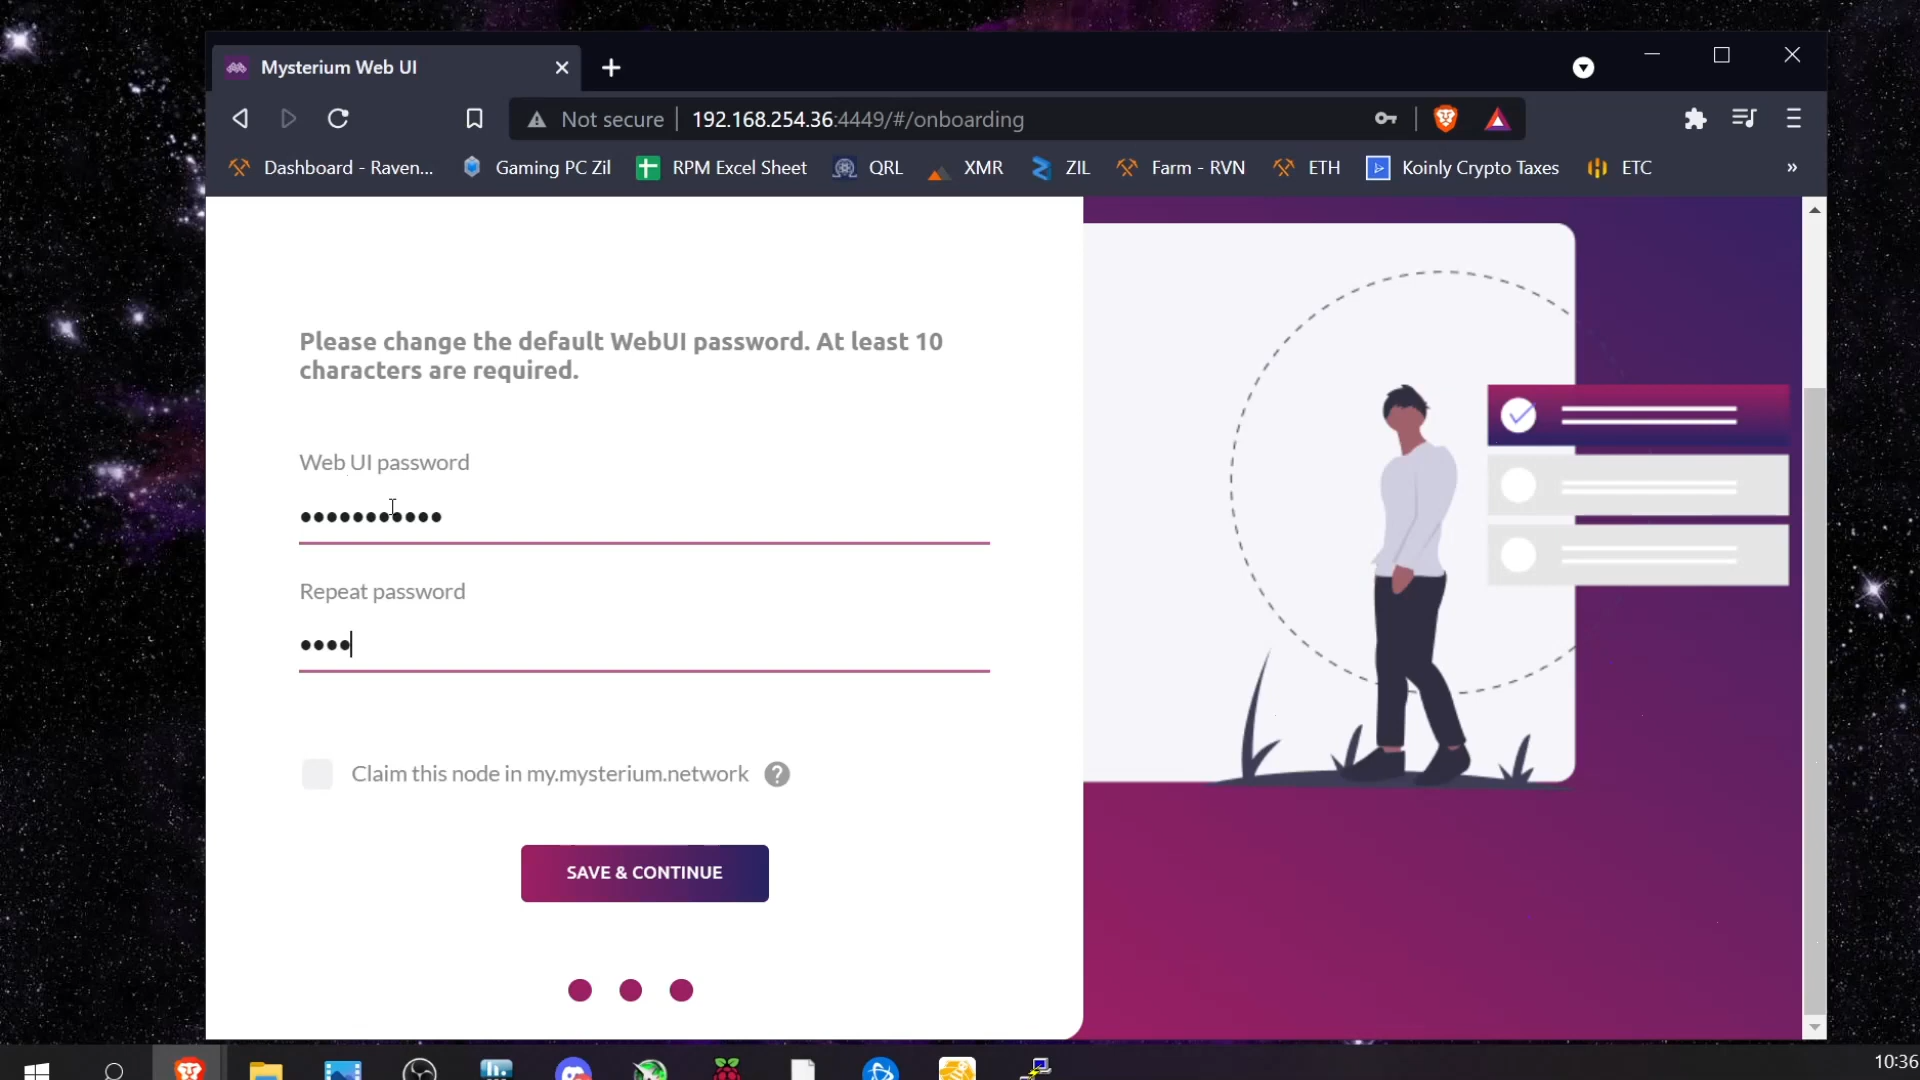 Mysterium Web UI
Not secure 192.168.254.36:4449/#/onboarding
Dashboard - Raven... Gaming PC Zil RPM Excel Sheet QRL XMR ZIL Farm - RVN ETH Koinly Crypto Taxes ETC »
Please change the default WebUI password. At least 10
characters are required.
Web UI password
•••••••••••
Repeat password
••••
Claim this node in my.mysterium.network ?
SAVE & CONTINUE
10:36